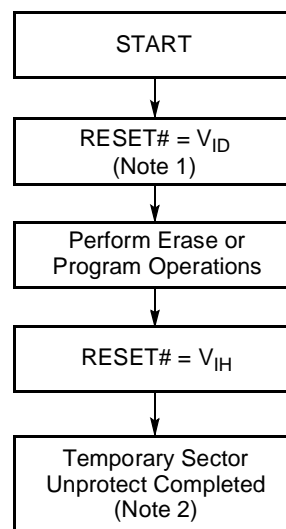 START
RESET# = VID
(Note 1)
Perform Erase or
Program Operations
RESET# = VIH
Temporary Sector
Unprotect Completed
(Note 2)